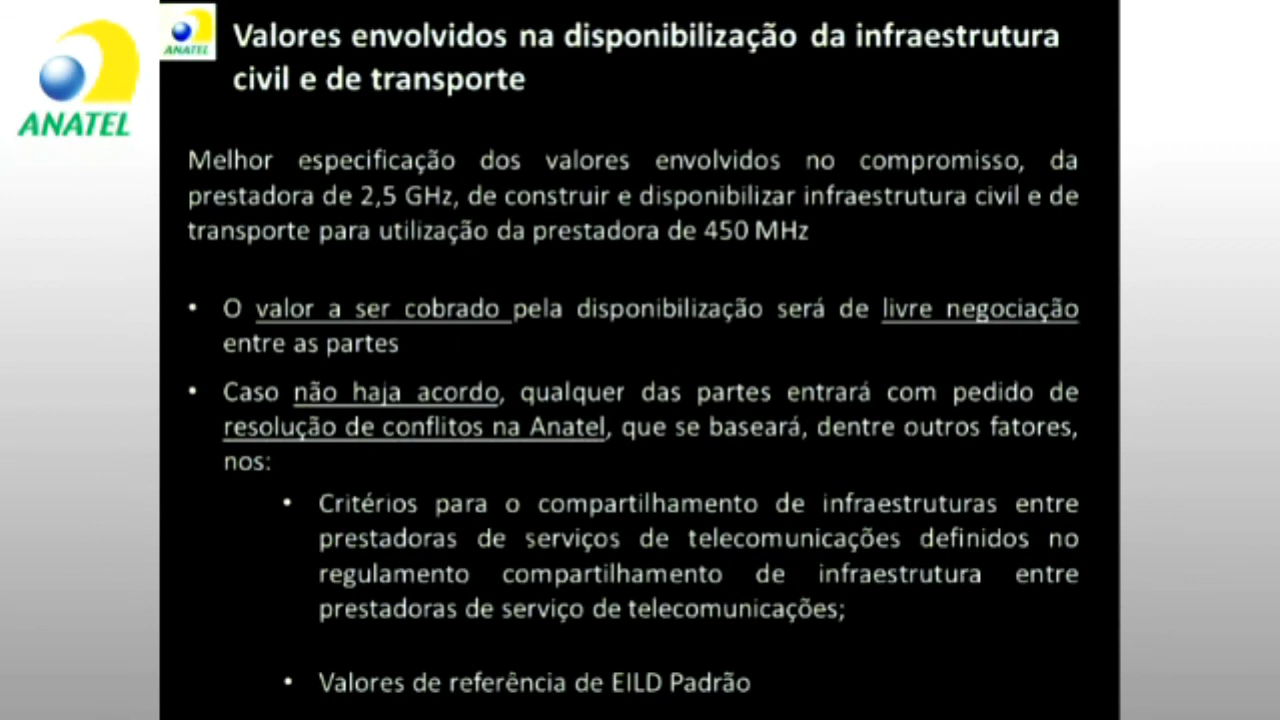 ANATEL
ANATEL
Valores envolvidos na disponibilização da infraestrutura
civil e de transporte
Melhor especificação dos valores envolvidos no compromisso, da
prestadora de 2,5 GHz, de construir e disponibilizar infraestrutura civil e de
transporte para utilização da prestadora de 450 MHz
• O valor a ser cobrado pela disponibilização será de livre negociação
entre as partes
• Caso não haja acordo, qualquer das partes entrará com pedido de
resolução de conflitos na Anatel, que se baseará, dentre outros fatores,
nos:
• Critérios para o compartilhamento de infraestruturas entre
prestadoras de serviços de telecomunicações definidos no
regulamento compartilhamento de infraestrutura entre
prestadoras de serviço de telecomunicações;
• Valores de referência de EILD Padrão